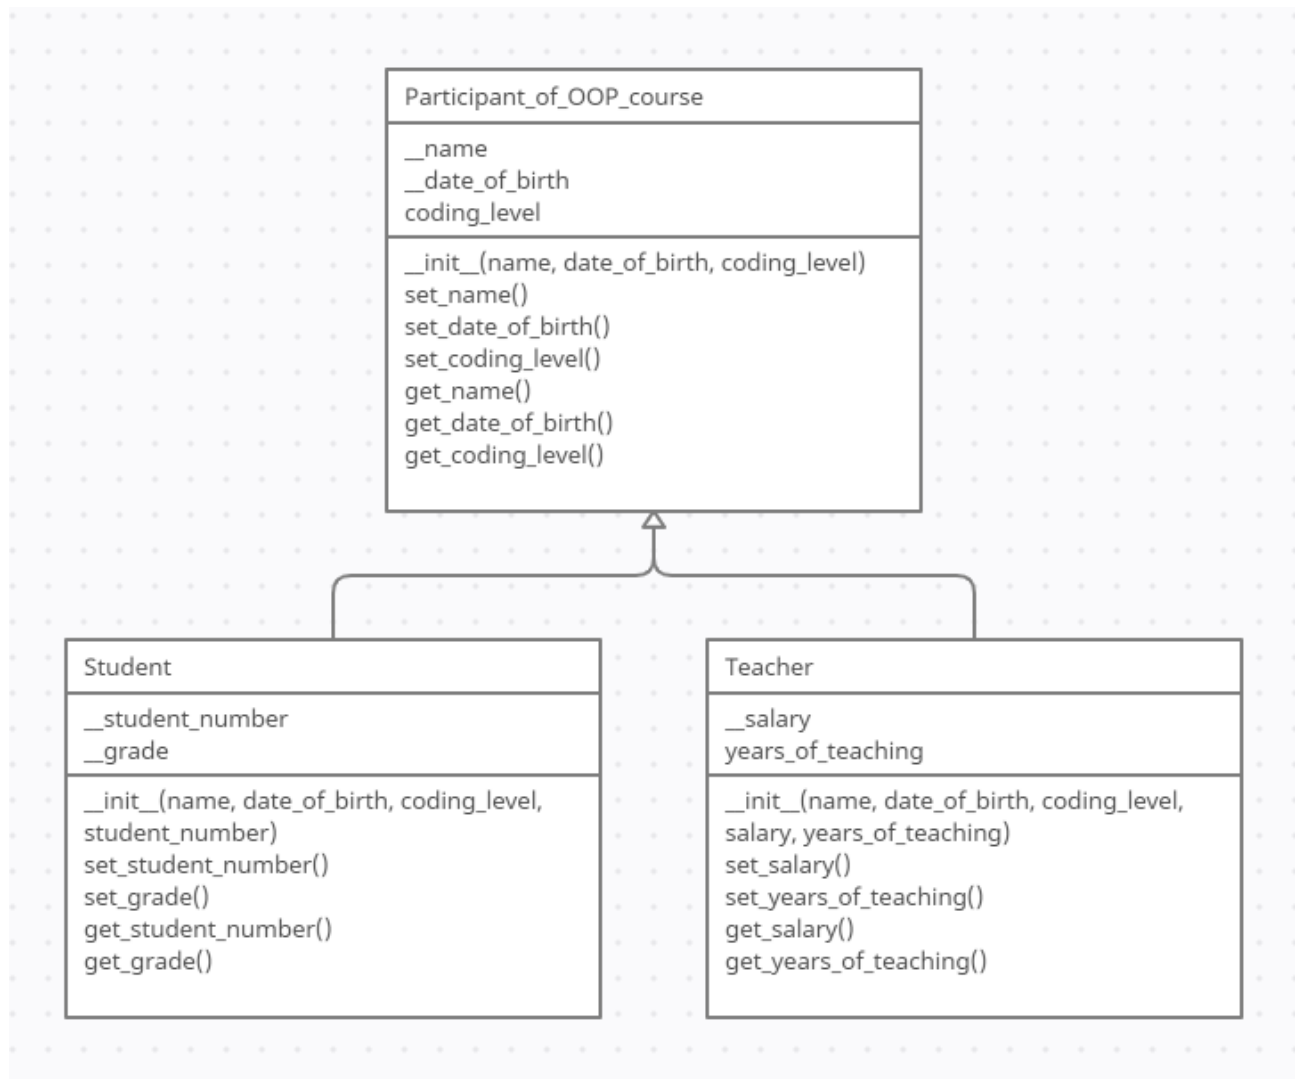 Participant_of_OOP_course
__name
__date_of_birth
coding_level
__init__(name, date_of_birth, coding_level)
set_name()
set_date_of_birth()
set_coding_level()
get_name()
get_date_of_birth()
get_coding_level()
Student
__student_number
__grade
__init__(name, date_of_birth, coding_level,
student_number)
set_student_number()
set_grade()
get_student_number()
get_grade()
Teacher
__salary
years_of_teaching
__init__(name, date_of_birth, coding_level,
salary, years_of_teaching)
set_salary()
set_years_of_teaching()
get_salary()
get_years_of_teaching()